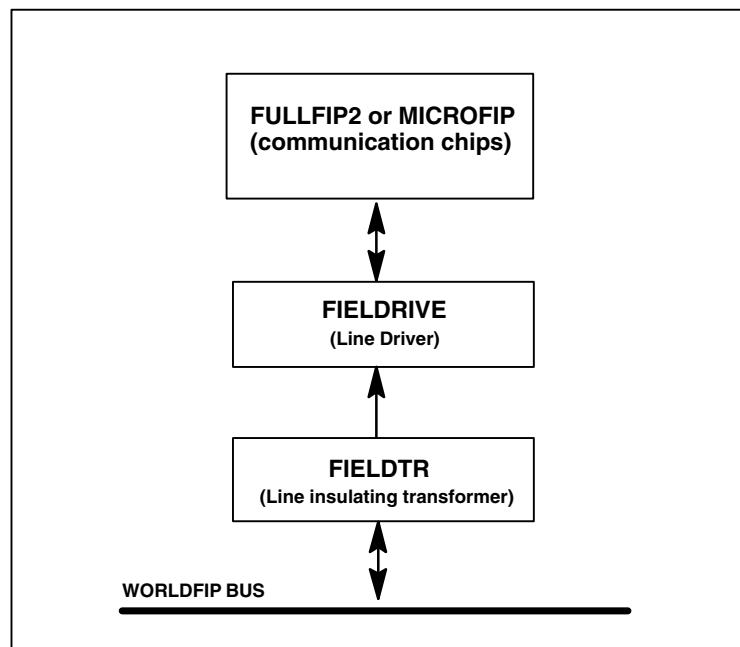 FULLFIP2 or MICROFIP
(communication chips)
FIELDRIVE
(Line Driver)
FIELDTR
(Line insulating transformer)
WORLDFIP BUS